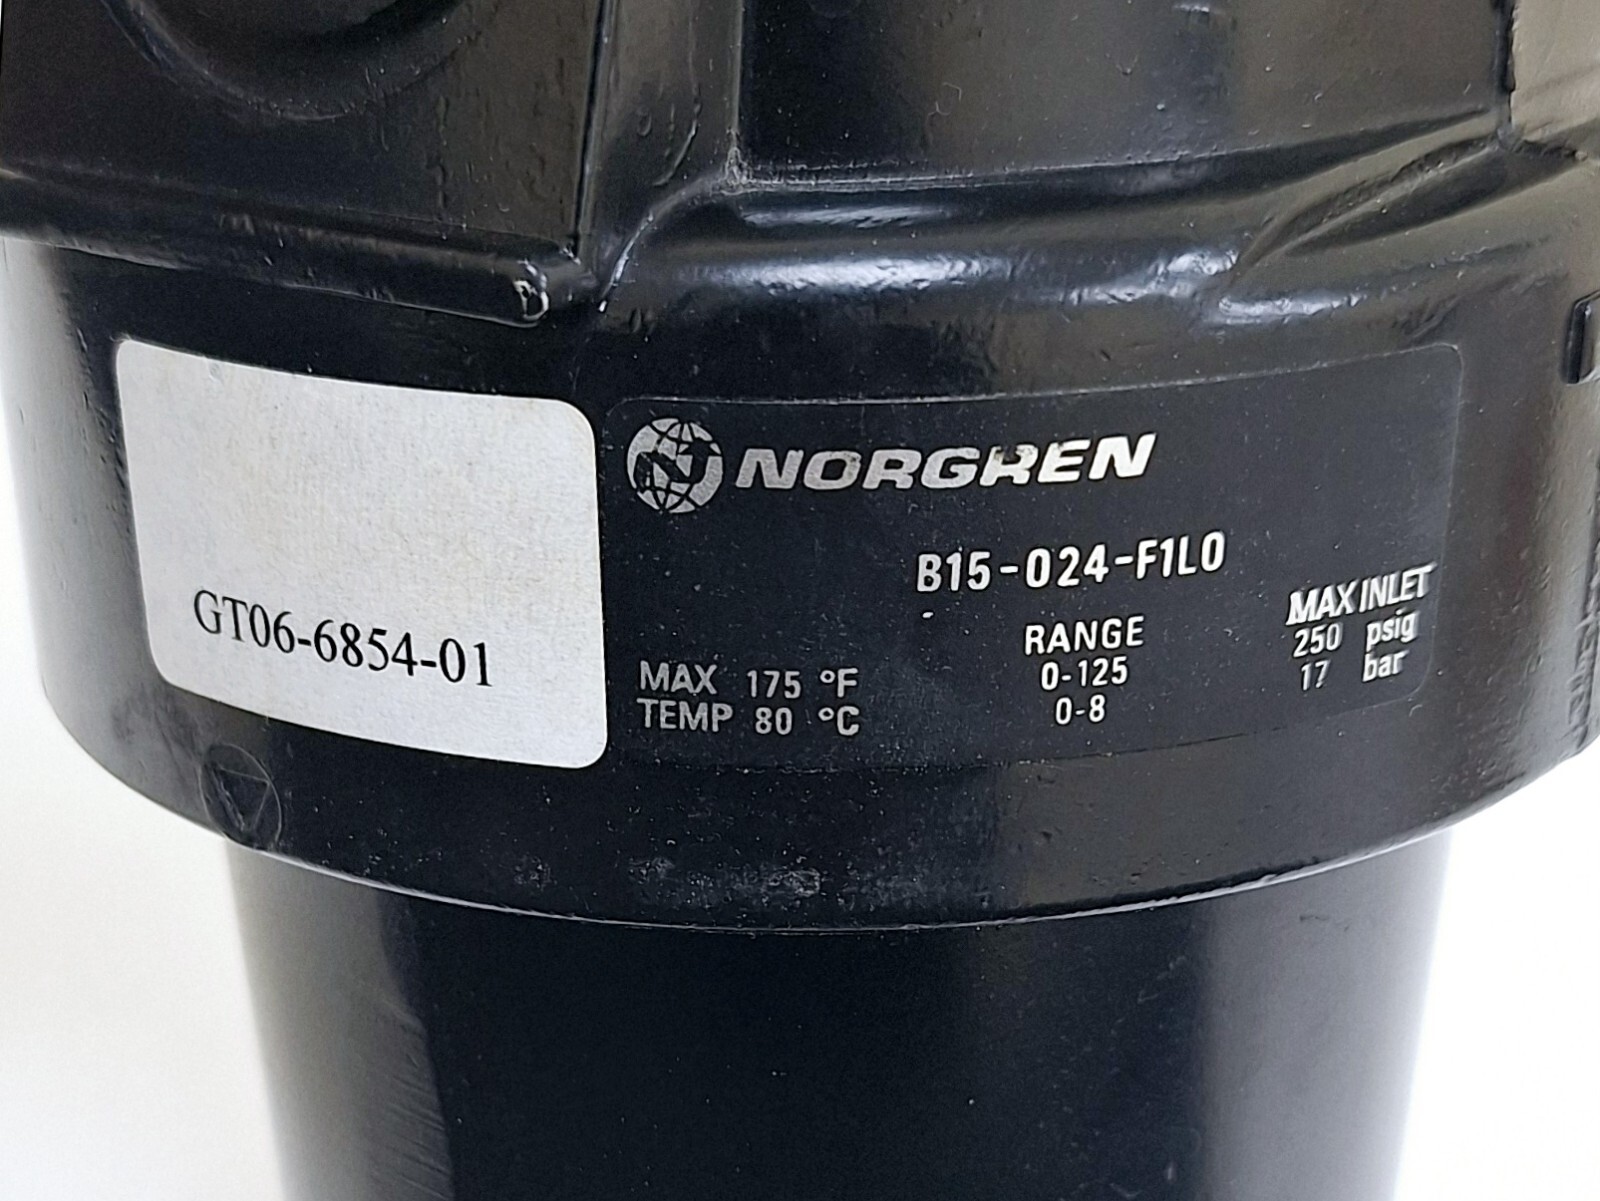 GT06-6854-01
NORGREN
B15-024-F1L0
MAX 175 °F
TEMP 80 °C
RANGE
0-125
0-8
MAX INLET
250 psig
17 bar